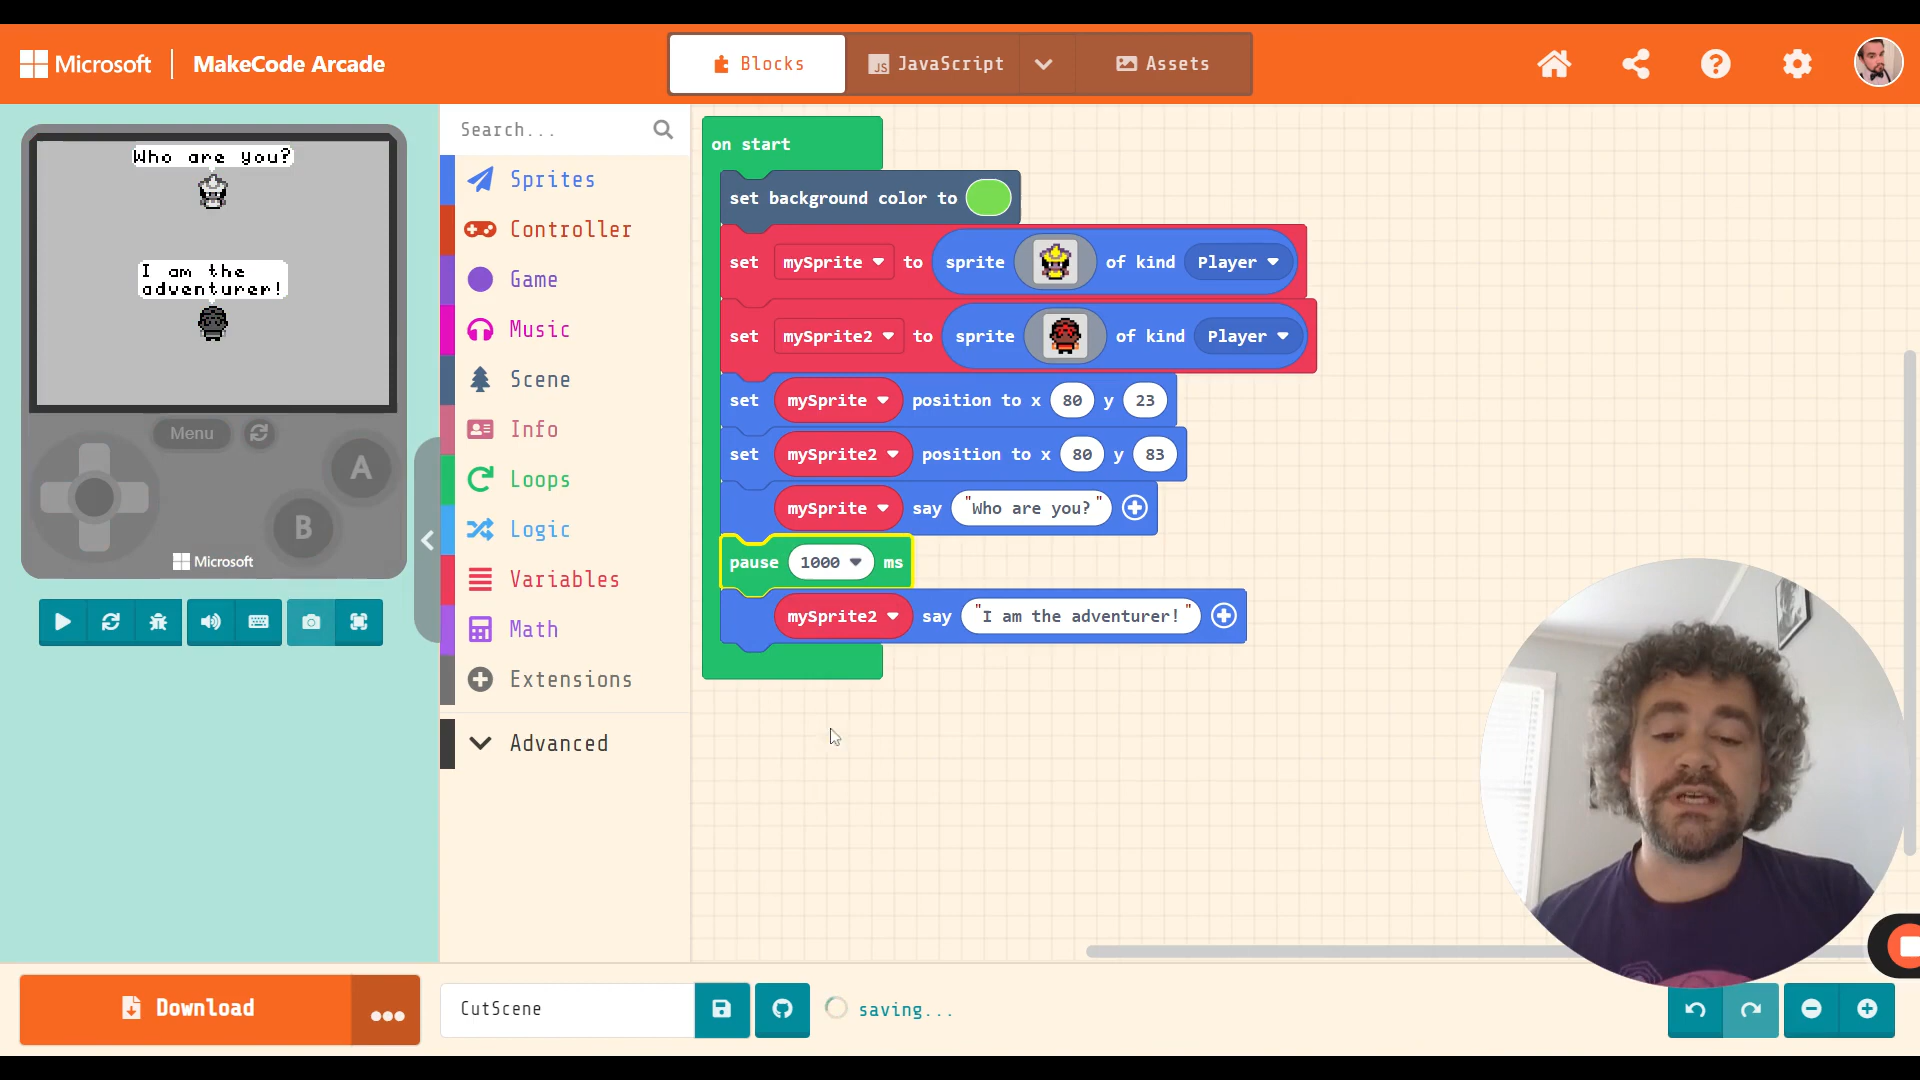 Microsoft
MakeCode Arcade
Blocks
JS
JavaScript
Assets
Who are you?
I am the
adventurer!
Menu
A
B
Microsoft
Search...
Sprites
Controller
Game
Music
Scene
Info
Loops
Logic
Variables
Math
Extensions
Advanced
on start
set background color to
set mySprite to sprite of kind Player
set mySprite2 to sprite of kind Player
set mySprite position to x 80 y 23
set mySprite2 position to x 80 y 83
mySprite say "Who are you?"
pause 1000 ms
mySprite2 say "I am the adventurer!"
Download
CutScene
saving...